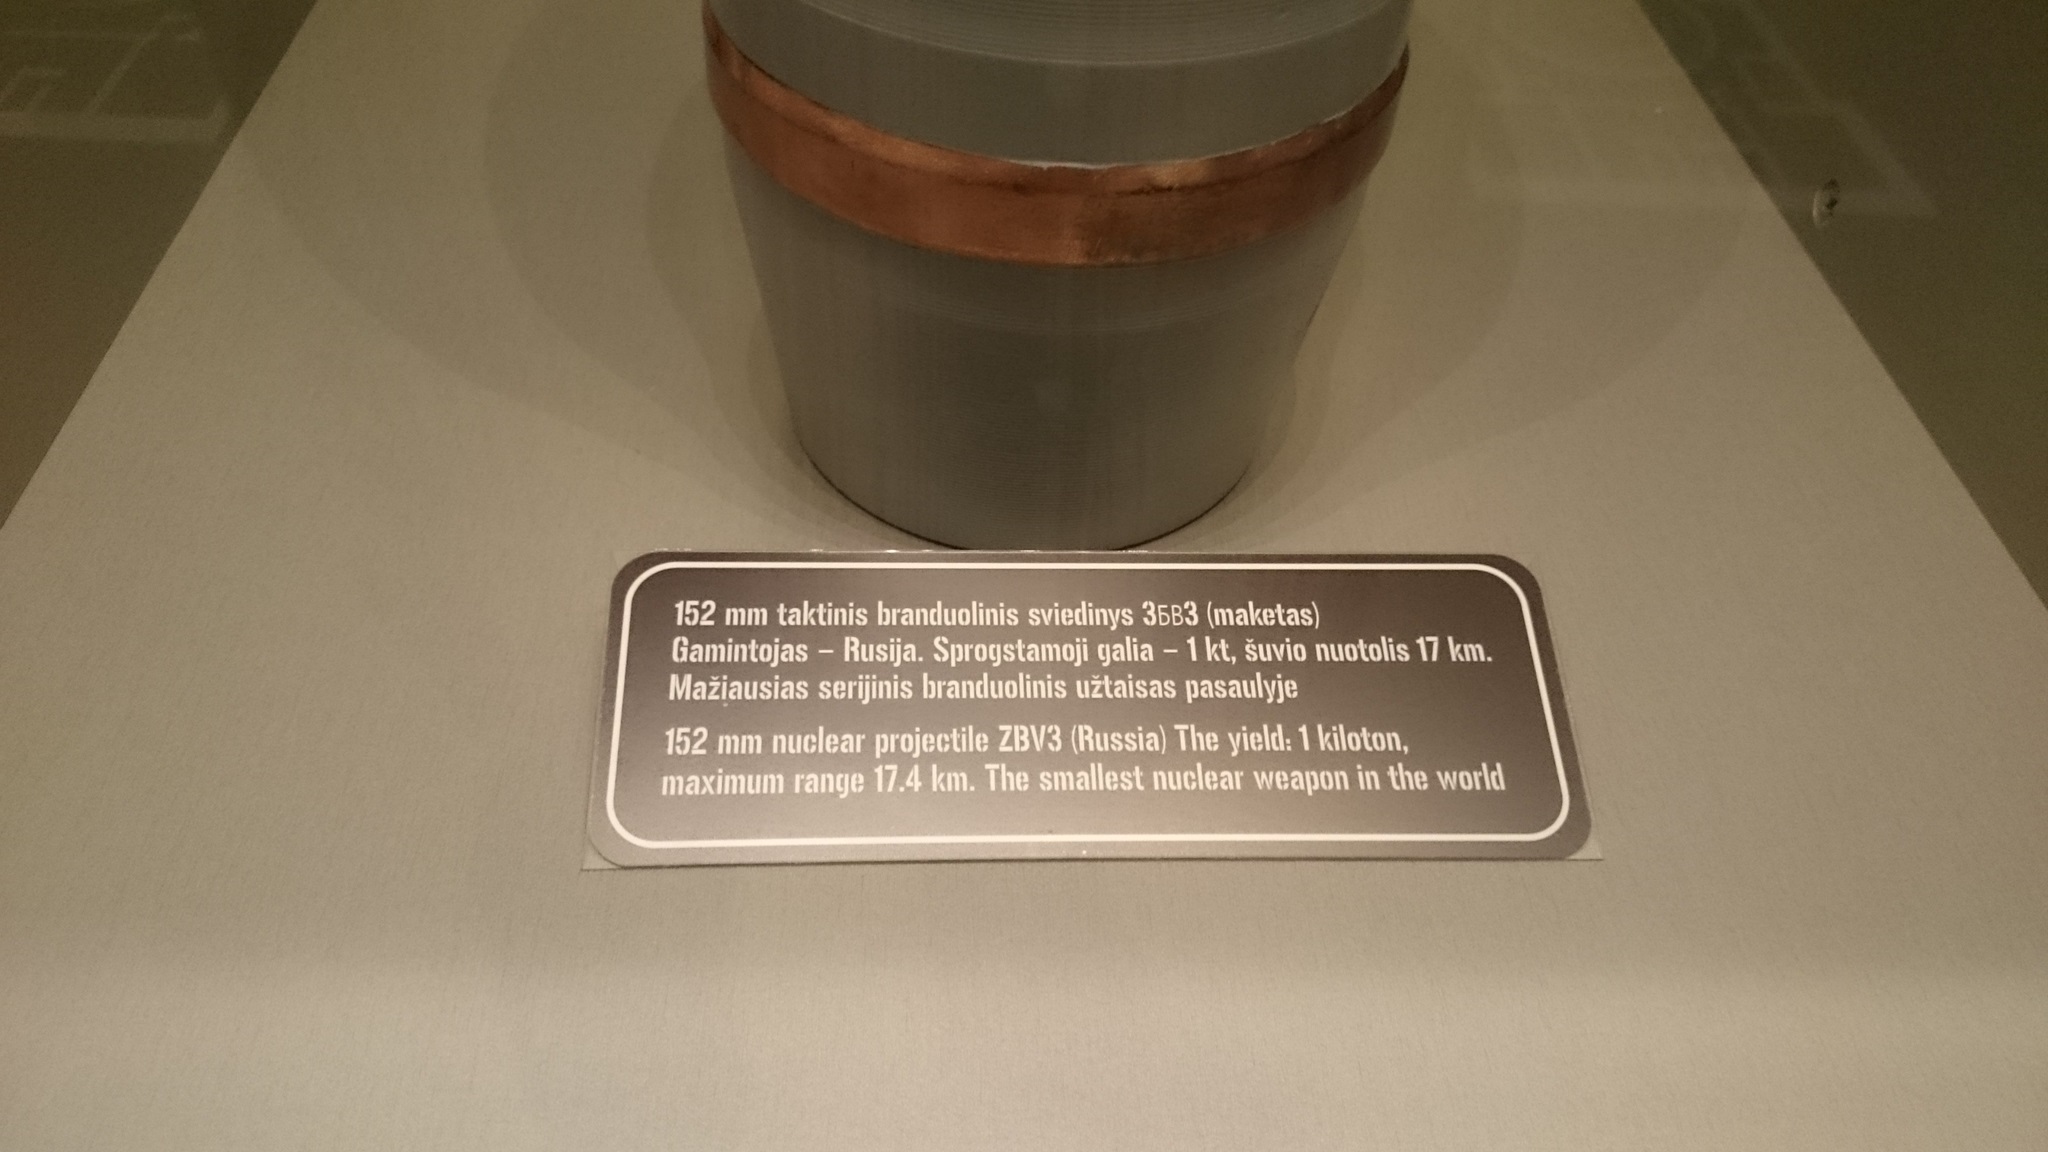 152 mm taktinis branduolinis sviedinys 3БВ3 (maketas)
Gamintojas – Rusija. Sprogstamoji galia – 1 kt, šuvio nuotolis 17 km.
Mažiausias serijinis branduolinis užtaisas pasaulyje
152 mm nuclear projectile ZBV3 (Russia) The yield: 1 kiloton,
maximum range 17.4 km. The smallest nuclear weapon in the world